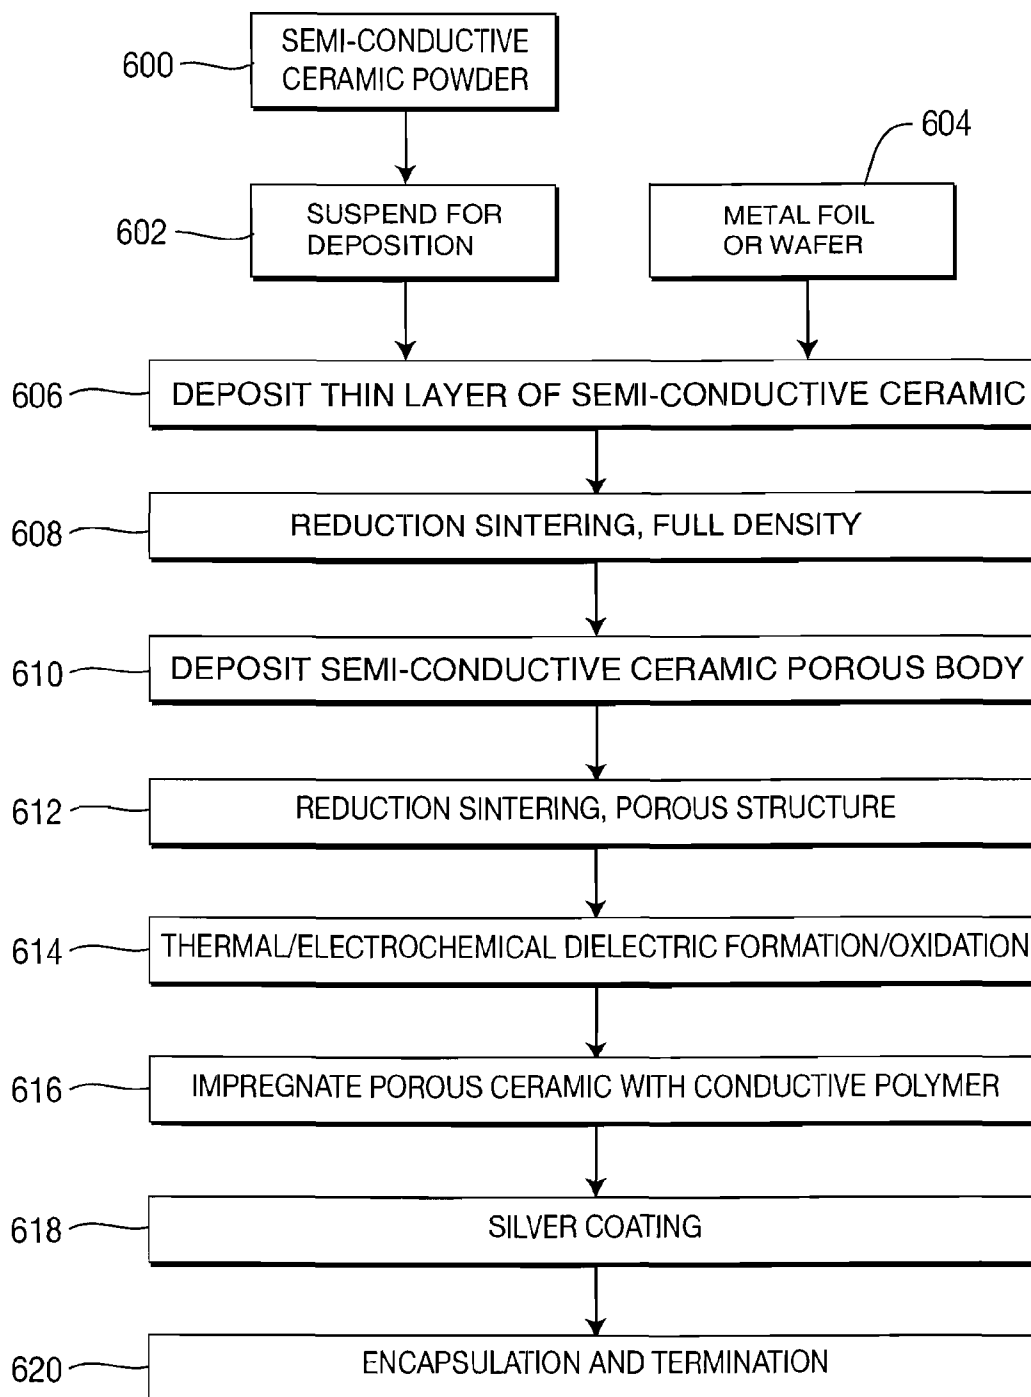 600
SEMI-CONDUCTIVE
CERAMIC POWDER
604
602
SUSPEND FOR
DEPOSITION
METAL FOIL
OR WAFER
606
DEPOSIT THIN LAYER OF SEMI-CONDUCTIVE CERAMIC
608
REDUCTION SINTERING, FULL DENSITY
610
DEPOSIT SEMI-CONDUCTIVE CERAMIC POROUS BODY
612
REDUCTION SINTERING, POROUS STRUCTURE
614
THERMAL/ELECTROCHEMICAL DIELECTRIC FORMATION/OXIDATION
616
IMPREGNATE POROUS CERAMIC WITH CONDUCTIVE POLYMER
618
SILVER COATING
620
ENCAPSULATION AND TERMINATION